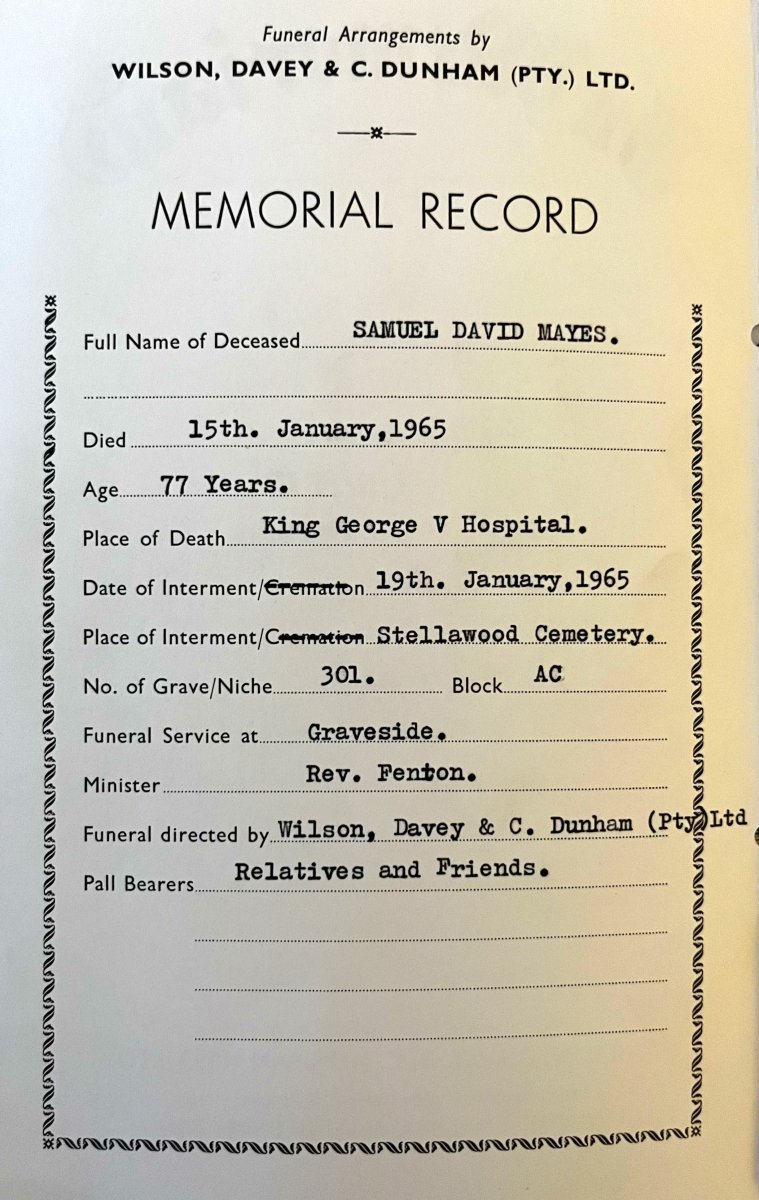 Funeral Arrangements by
WILSON, DAVEY & C. DUNHAM (PTY.) LTD.
MEMORIAL RECORD
Full Name of Deceased SAMUEL DAVID MAYES.
Died 15th. January,1965
Age 77 Years.
Place of Death King George V Hospital.
Date of Interment/Cremation 19th. January,1965
Place of Interment/Cremation Stellawood Cemetery.
No. of Grave/Niche 301. Block AC
Funeral Service at Graveside.
Minister Rev. Fenton.
Funeral directed by Wilson, Davey & C. Dunham (Pty)Ltd
Pall Bearers Relatives and Friends.